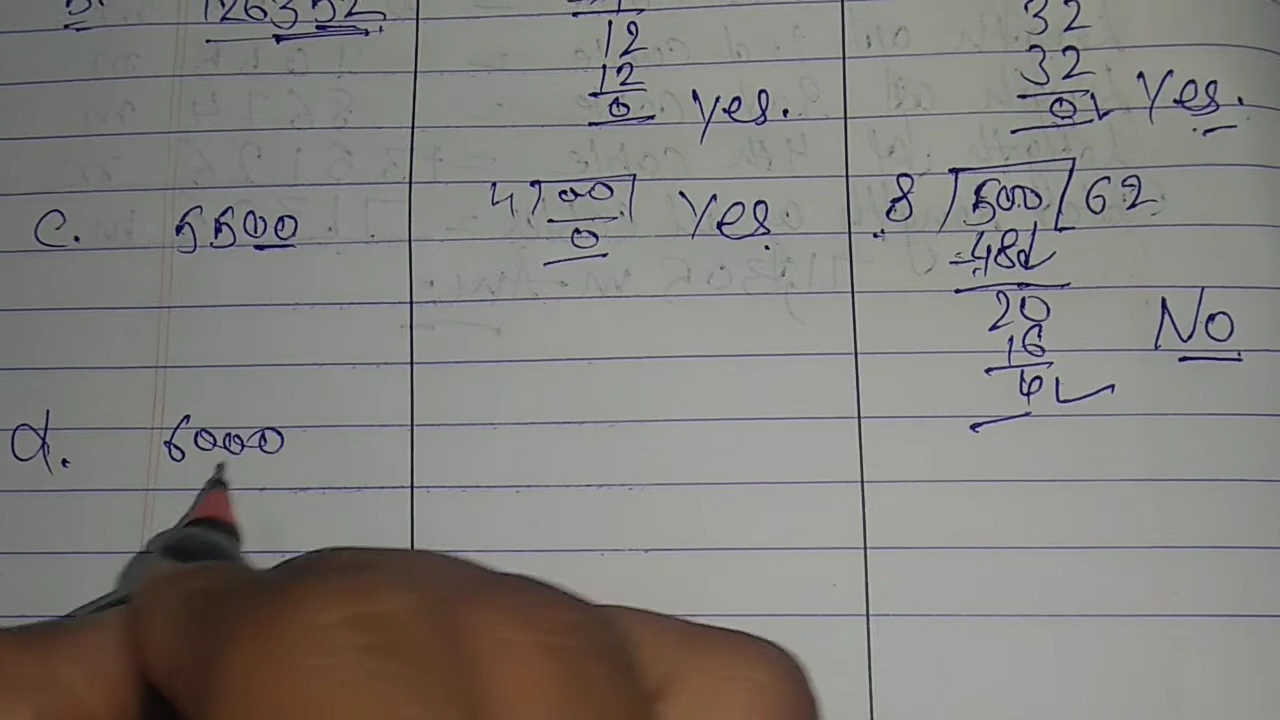 b. 126352
12
12
0 Yes.
32
32
0 Yes.
c. 5500
4 00 Yes
0
8 500 62
-48
20
16 No
4
d. 6000